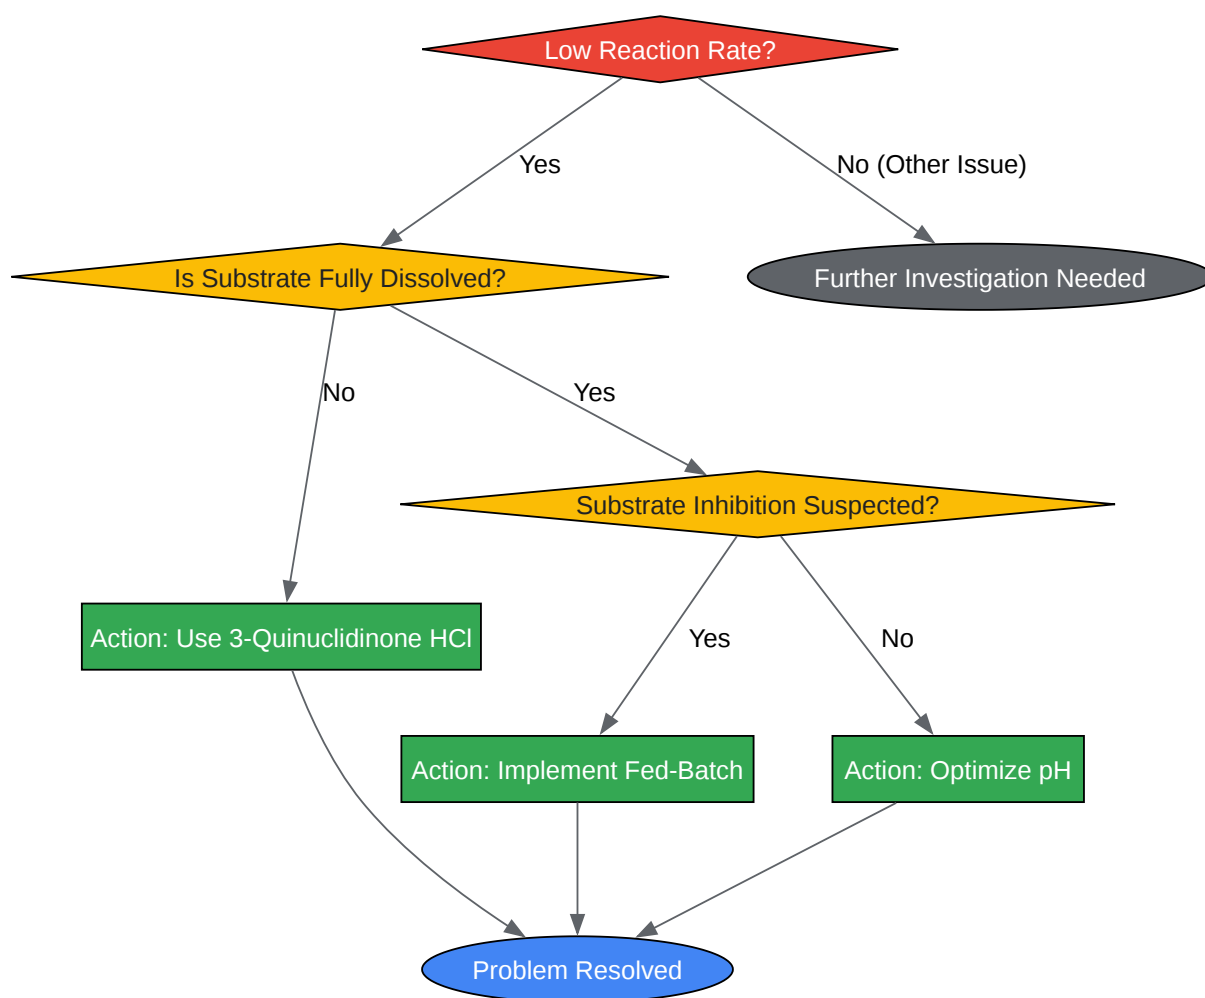 Low Reaction Rate?
Yes
No (Other Issue)
Is Substrate Fully Dissolved?
Further Investigation Needed
No
Yes
Substrate Inhibition Suspected?
Action: Use 3-Quinuclidinone HCl
Yes
No
Action: Implement Fed-Batch
Action: Optimize pH
Problem Resolved